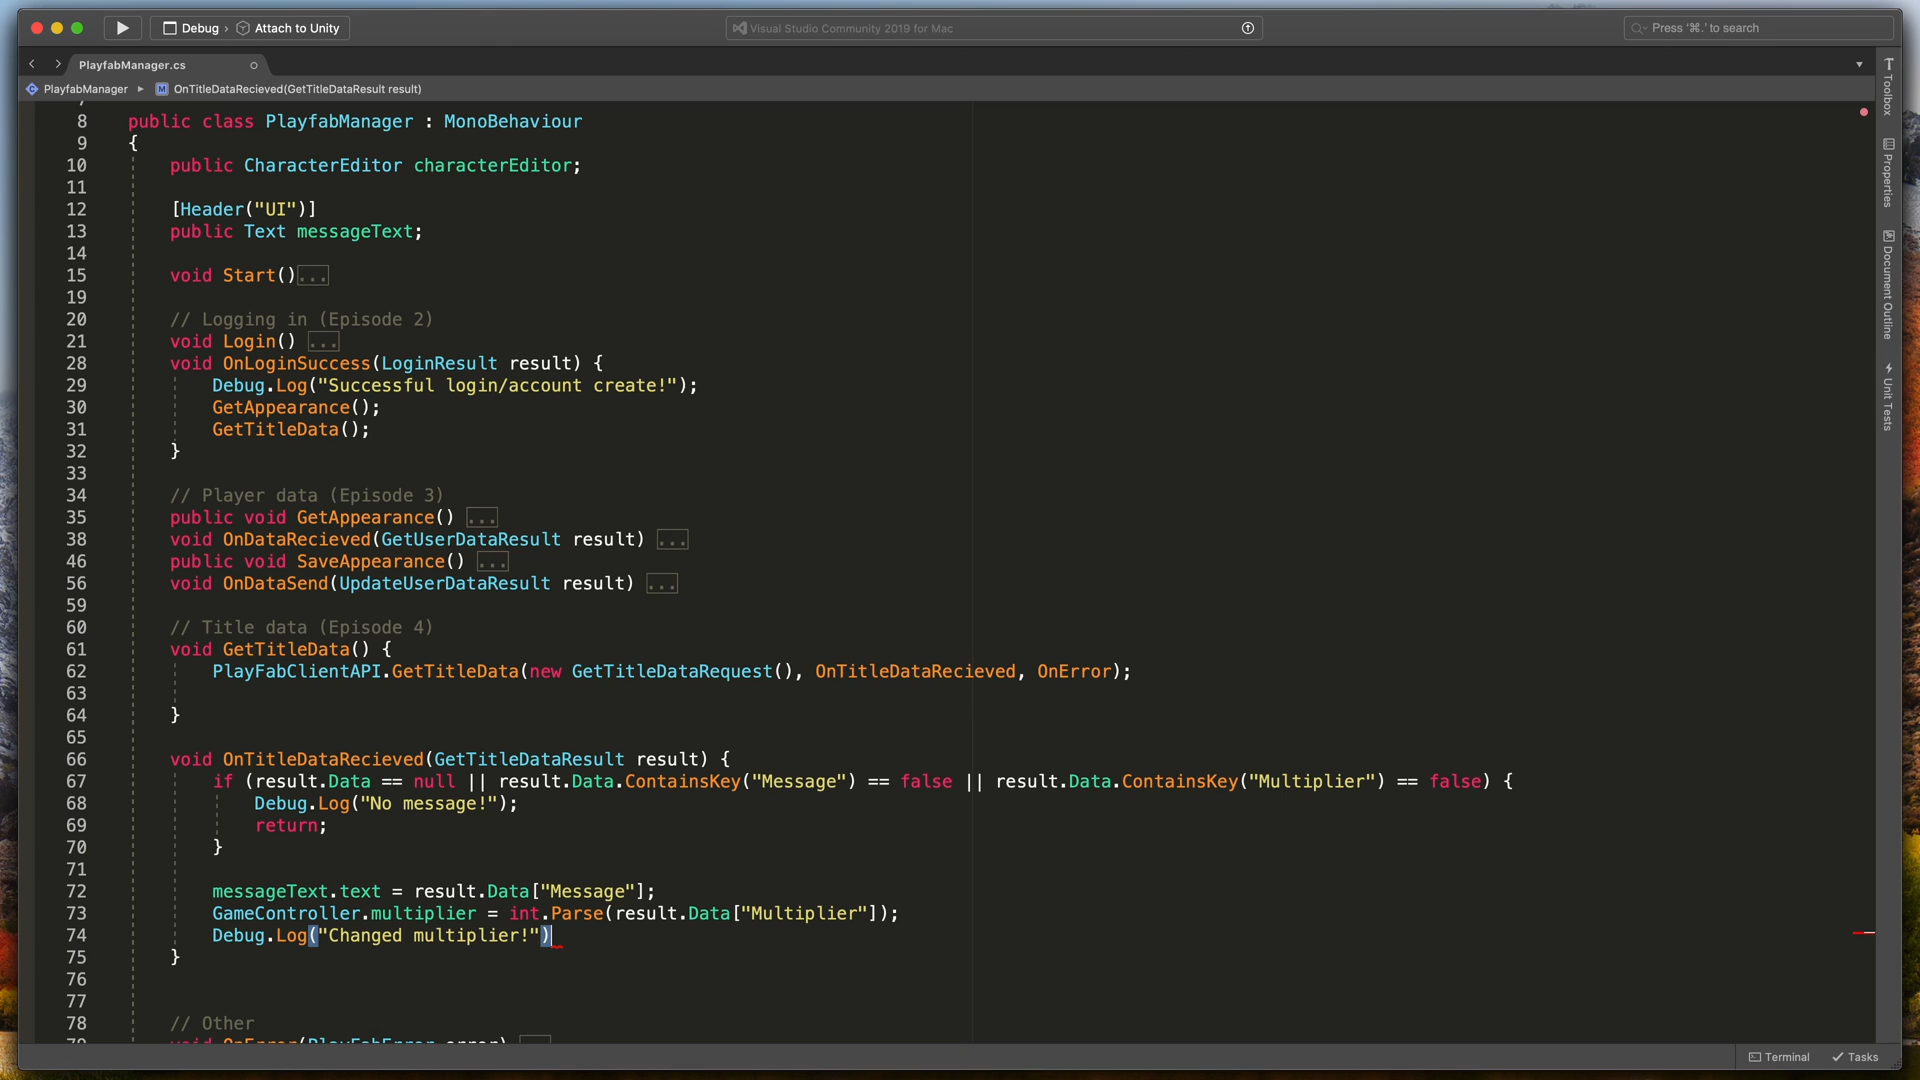 Debug › Attach to Unity
Visual Studio Community 2019 for Mac
Press '⌘.' to search
PlayfabManager.cs
PlayfabManager ▸ M OnTitleDataRecieved(GetTitleDataResult result)
8 public class PlayfabManager : MonoBehaviour
9 {
10 public CharacterEditor characterEditor;
11
12 [Header("UI")]
13 public Text messageText;
14
15 void Start()...
19
20 // Logging in (Episode 2)
21 void Login() ...
28 void OnLoginSuccess(LoginResult result) {
29 Debug.Log("Successful login/account create!");
30 GetAppearance();
31 GetTitleData();
32 }
33
34 // Player data (Episode 3)
35 public void GetAppearance() ...
38 void OnDataRecieved(GetUserDataResult result) ...
46 public void SaveAppearance() ...
56 void OnDataSend(UpdateUserDataResult result) ...
59
60 // Title data (Episode 4)
61 void GetTitleData() {
62 PlayFabClientAPI.GetTitleData(new GetTitleDataRequest(), OnTitleDataRecieved, OnError);
63
64 }
65
66 void OnTitleDataRecieved(GetTitleDataResult result) {
67 if (result.Data == null || result.Data.ContainsKey("Message") == false || result.Data.ContainsKey("Multiplier") == false) {
68 Debug.Log("No message!");
69 return;
70 }
71
72 messageText.text = result.Data["Message"];
73 GameController.multiplier = int.Parse(result.Data["Multiplier"]);
74 Debug.Log("Changed multiplier!")
75 }
76
77
78 // Other
79 void OnError(PlayFabError error) ...
Toolbox
Properties
Document Outline
Unit Tests
Terminal
Tasks